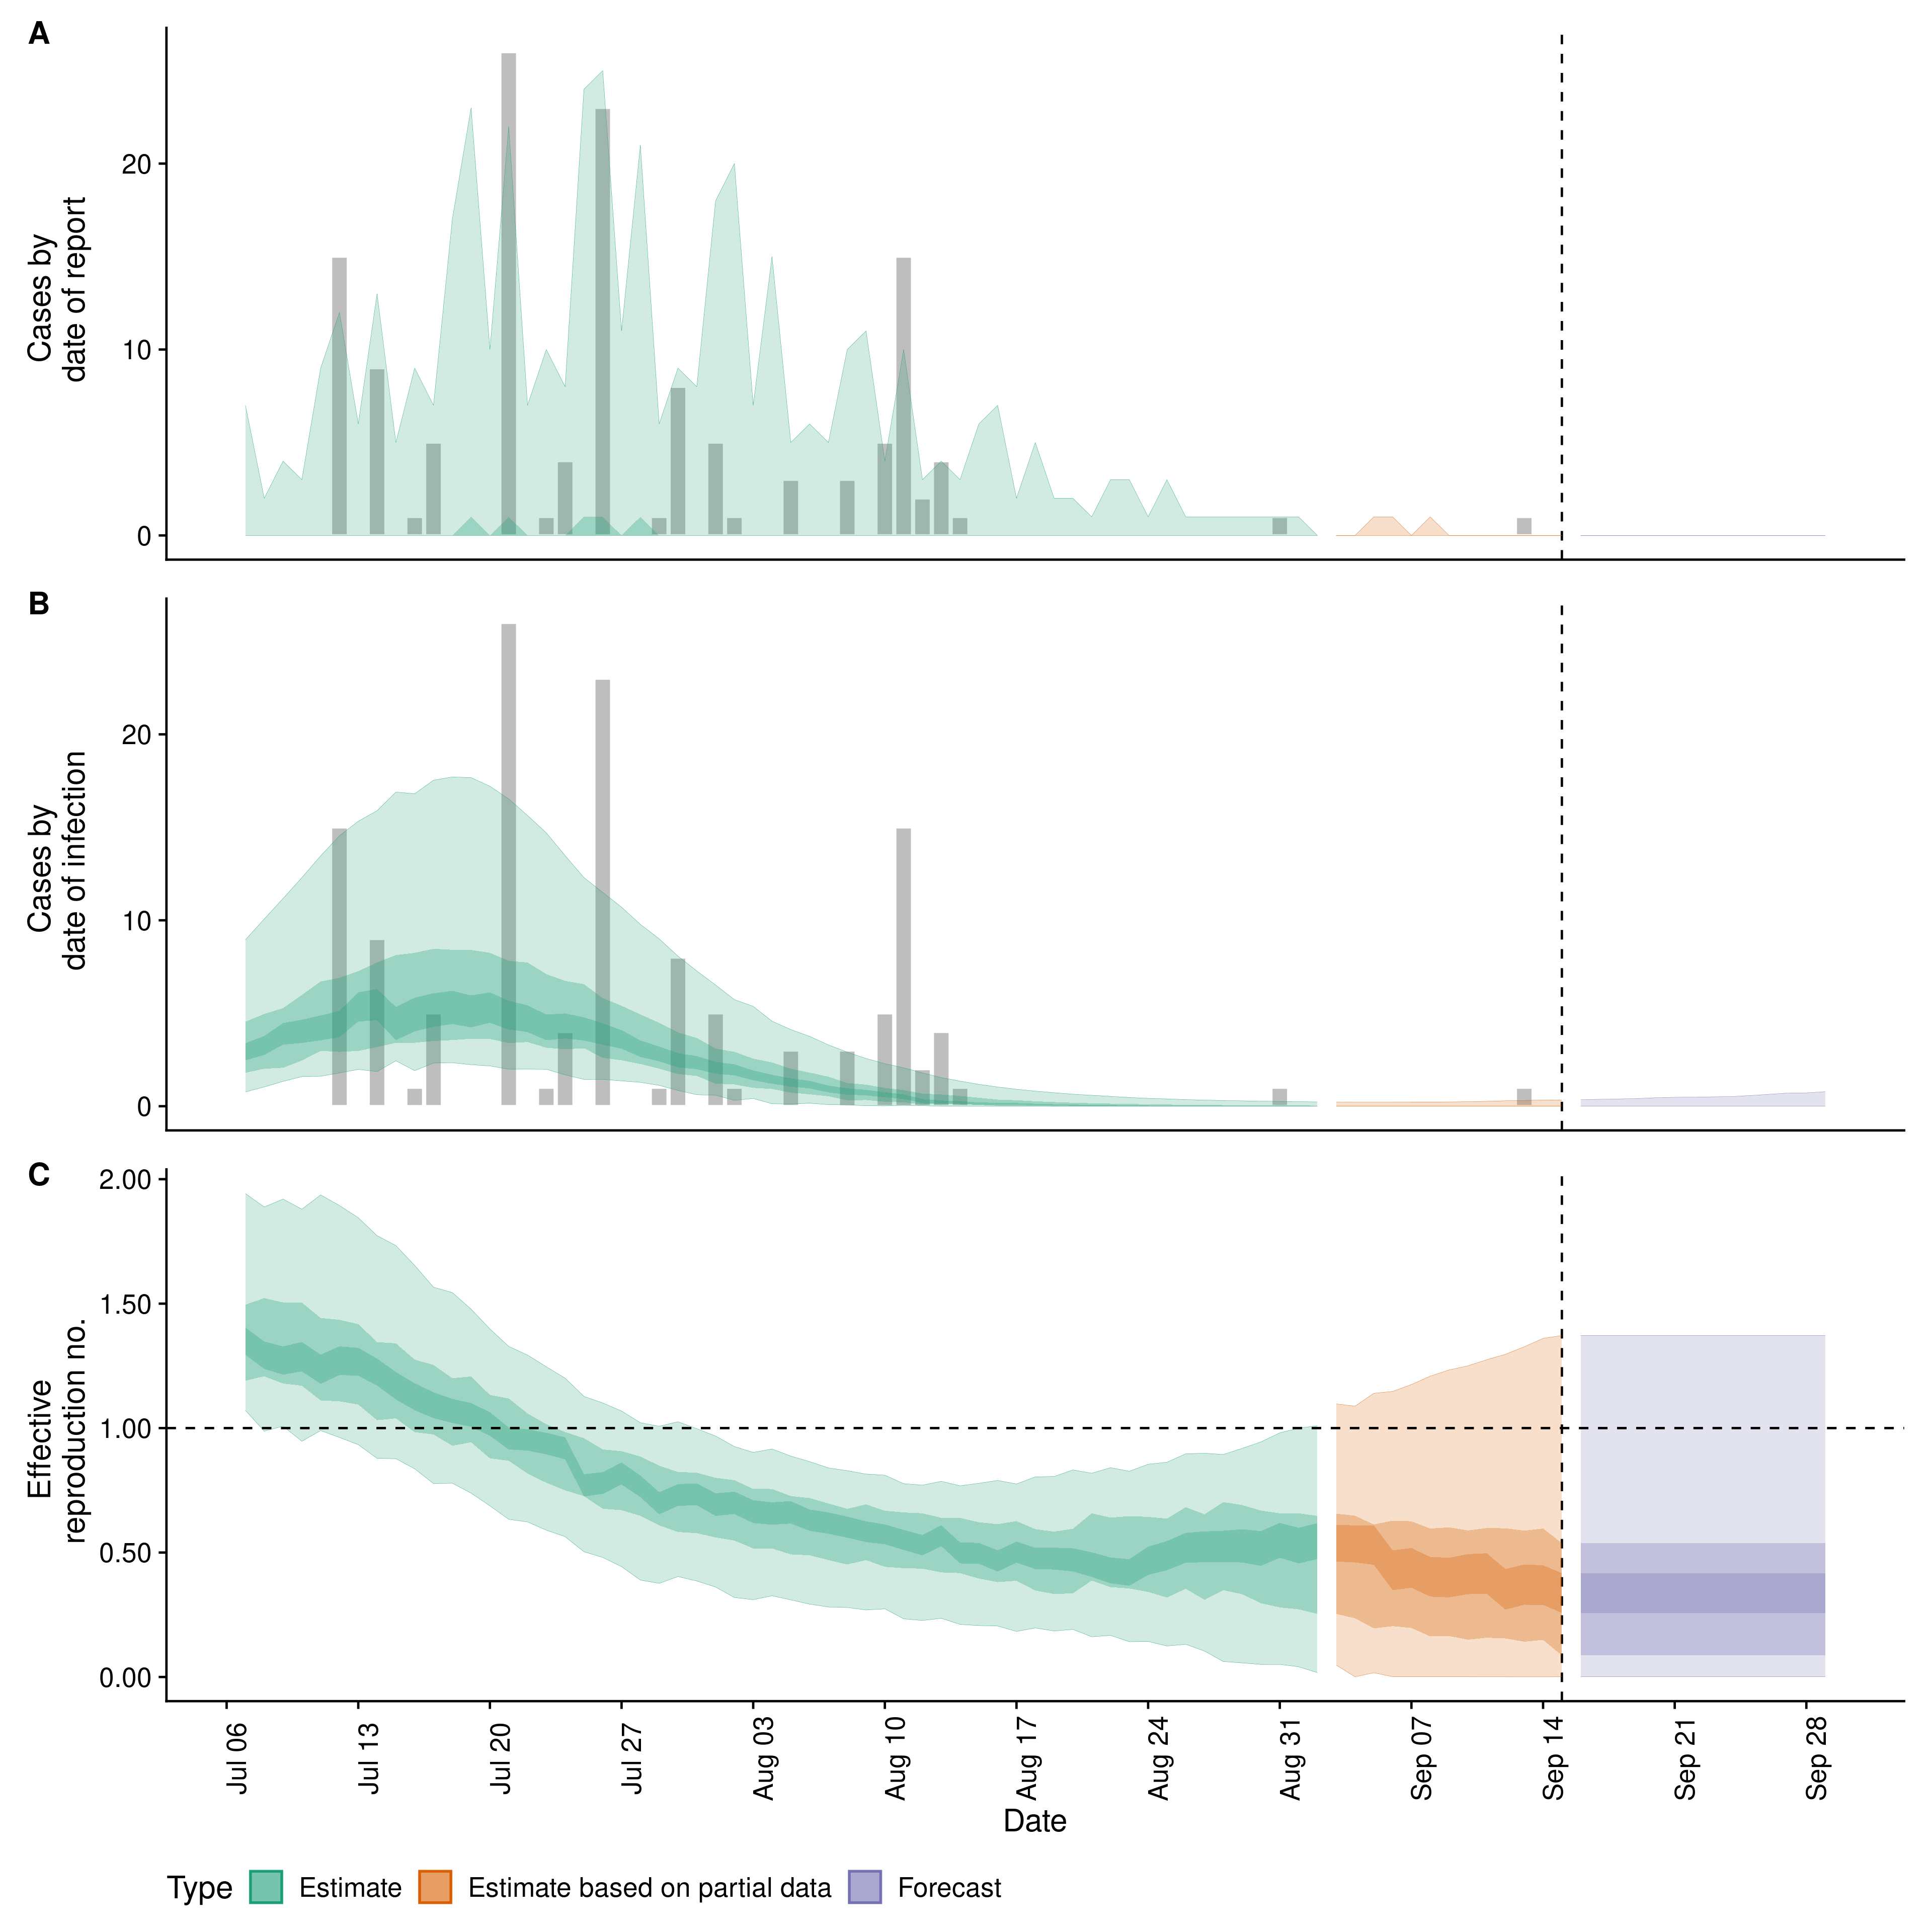 A
Cases by
date of report
20
10
0
B
Cases by
date of infection
20
10
0
C
Effective
reproduction no.
2.00
1.50
1.00
0.50
0.00
Jul 06
Jul 13
Jul 20
Jul 27
Aug 03
Aug 10
Aug 17
Aug 24
Aug 31
Sep 07
Sep 14
Sep 21
Sep 28
Date
Type Estimate Estimate based on partial data Forecast